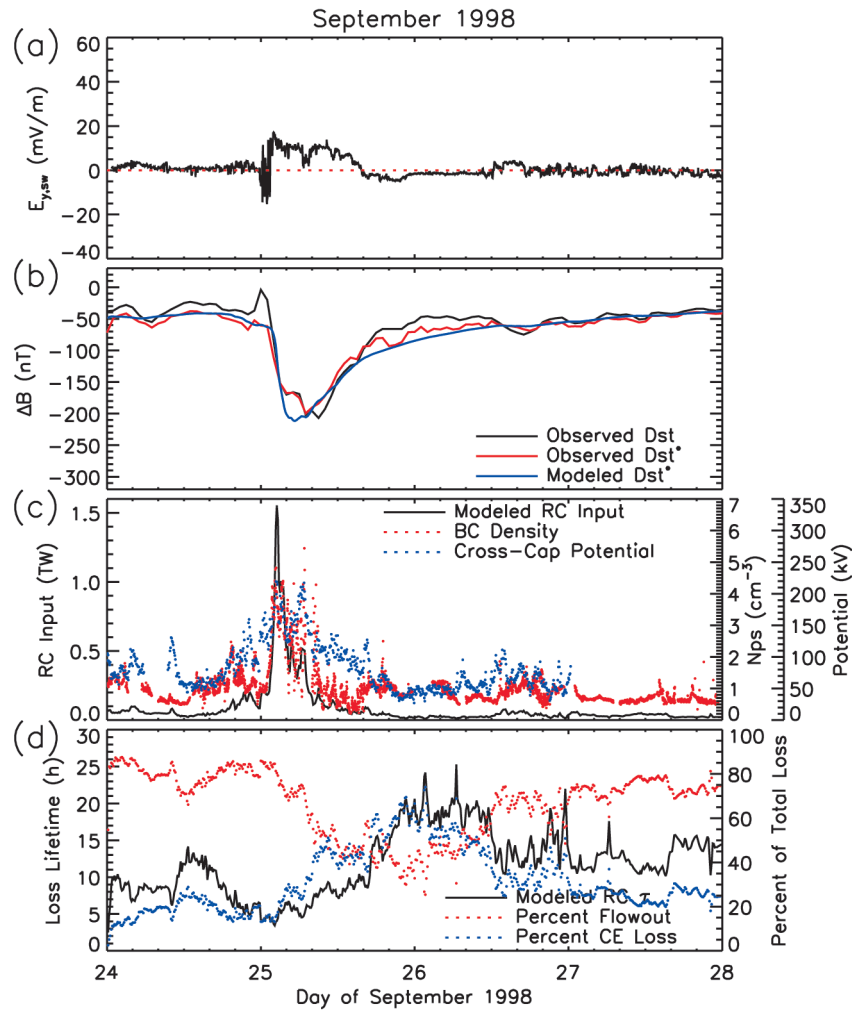 September 1998
(a)
60
40
20
0
−20
−40
E y,sw (mV/m)
(b)
0
−50
−100
−150
−200
−250
−300
ΔB (nT)
Observed Dst
Observed Dst*
Modeled Dst*
(c)
1.5
1.0
0.5
0.0
RC Input (TW)
Modeled RC Input
BC Density
Cross-Cap Potential
7
6
5
4
3
2
1
0
Nps (cm−3)
350
300
250
200
150
100
50
0
Potential (kV)
(d)
30
25
20
15
10
5
0
Loss Lifetime (h)
Modeled RC τ
Percent Flowout
Percent CE Loss
100
80
60
40
20
0
Percent of Total Loss
24 25 26 27 28
Day of September 1998